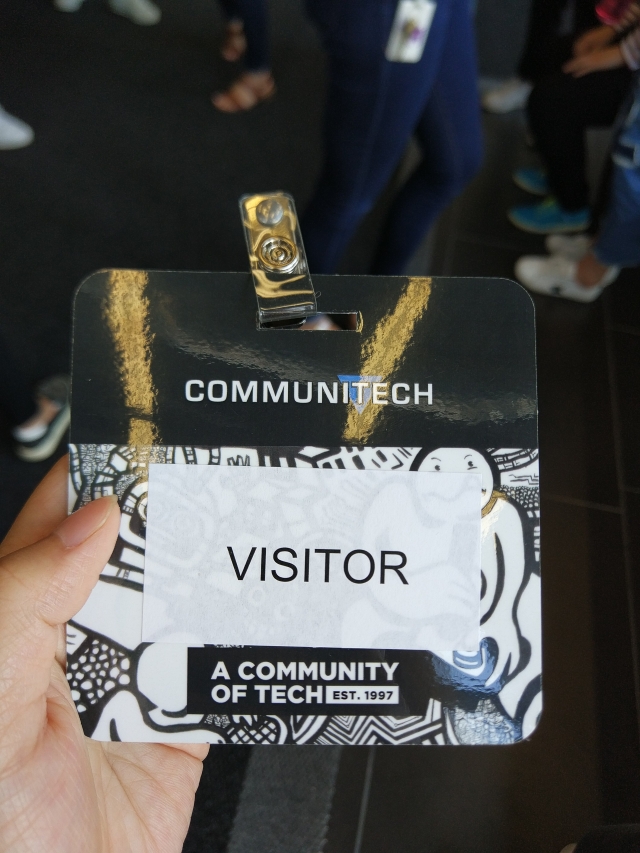 COMMUNITECH
VISITOR
A COMMUNITY
OF TECH EST. 1997